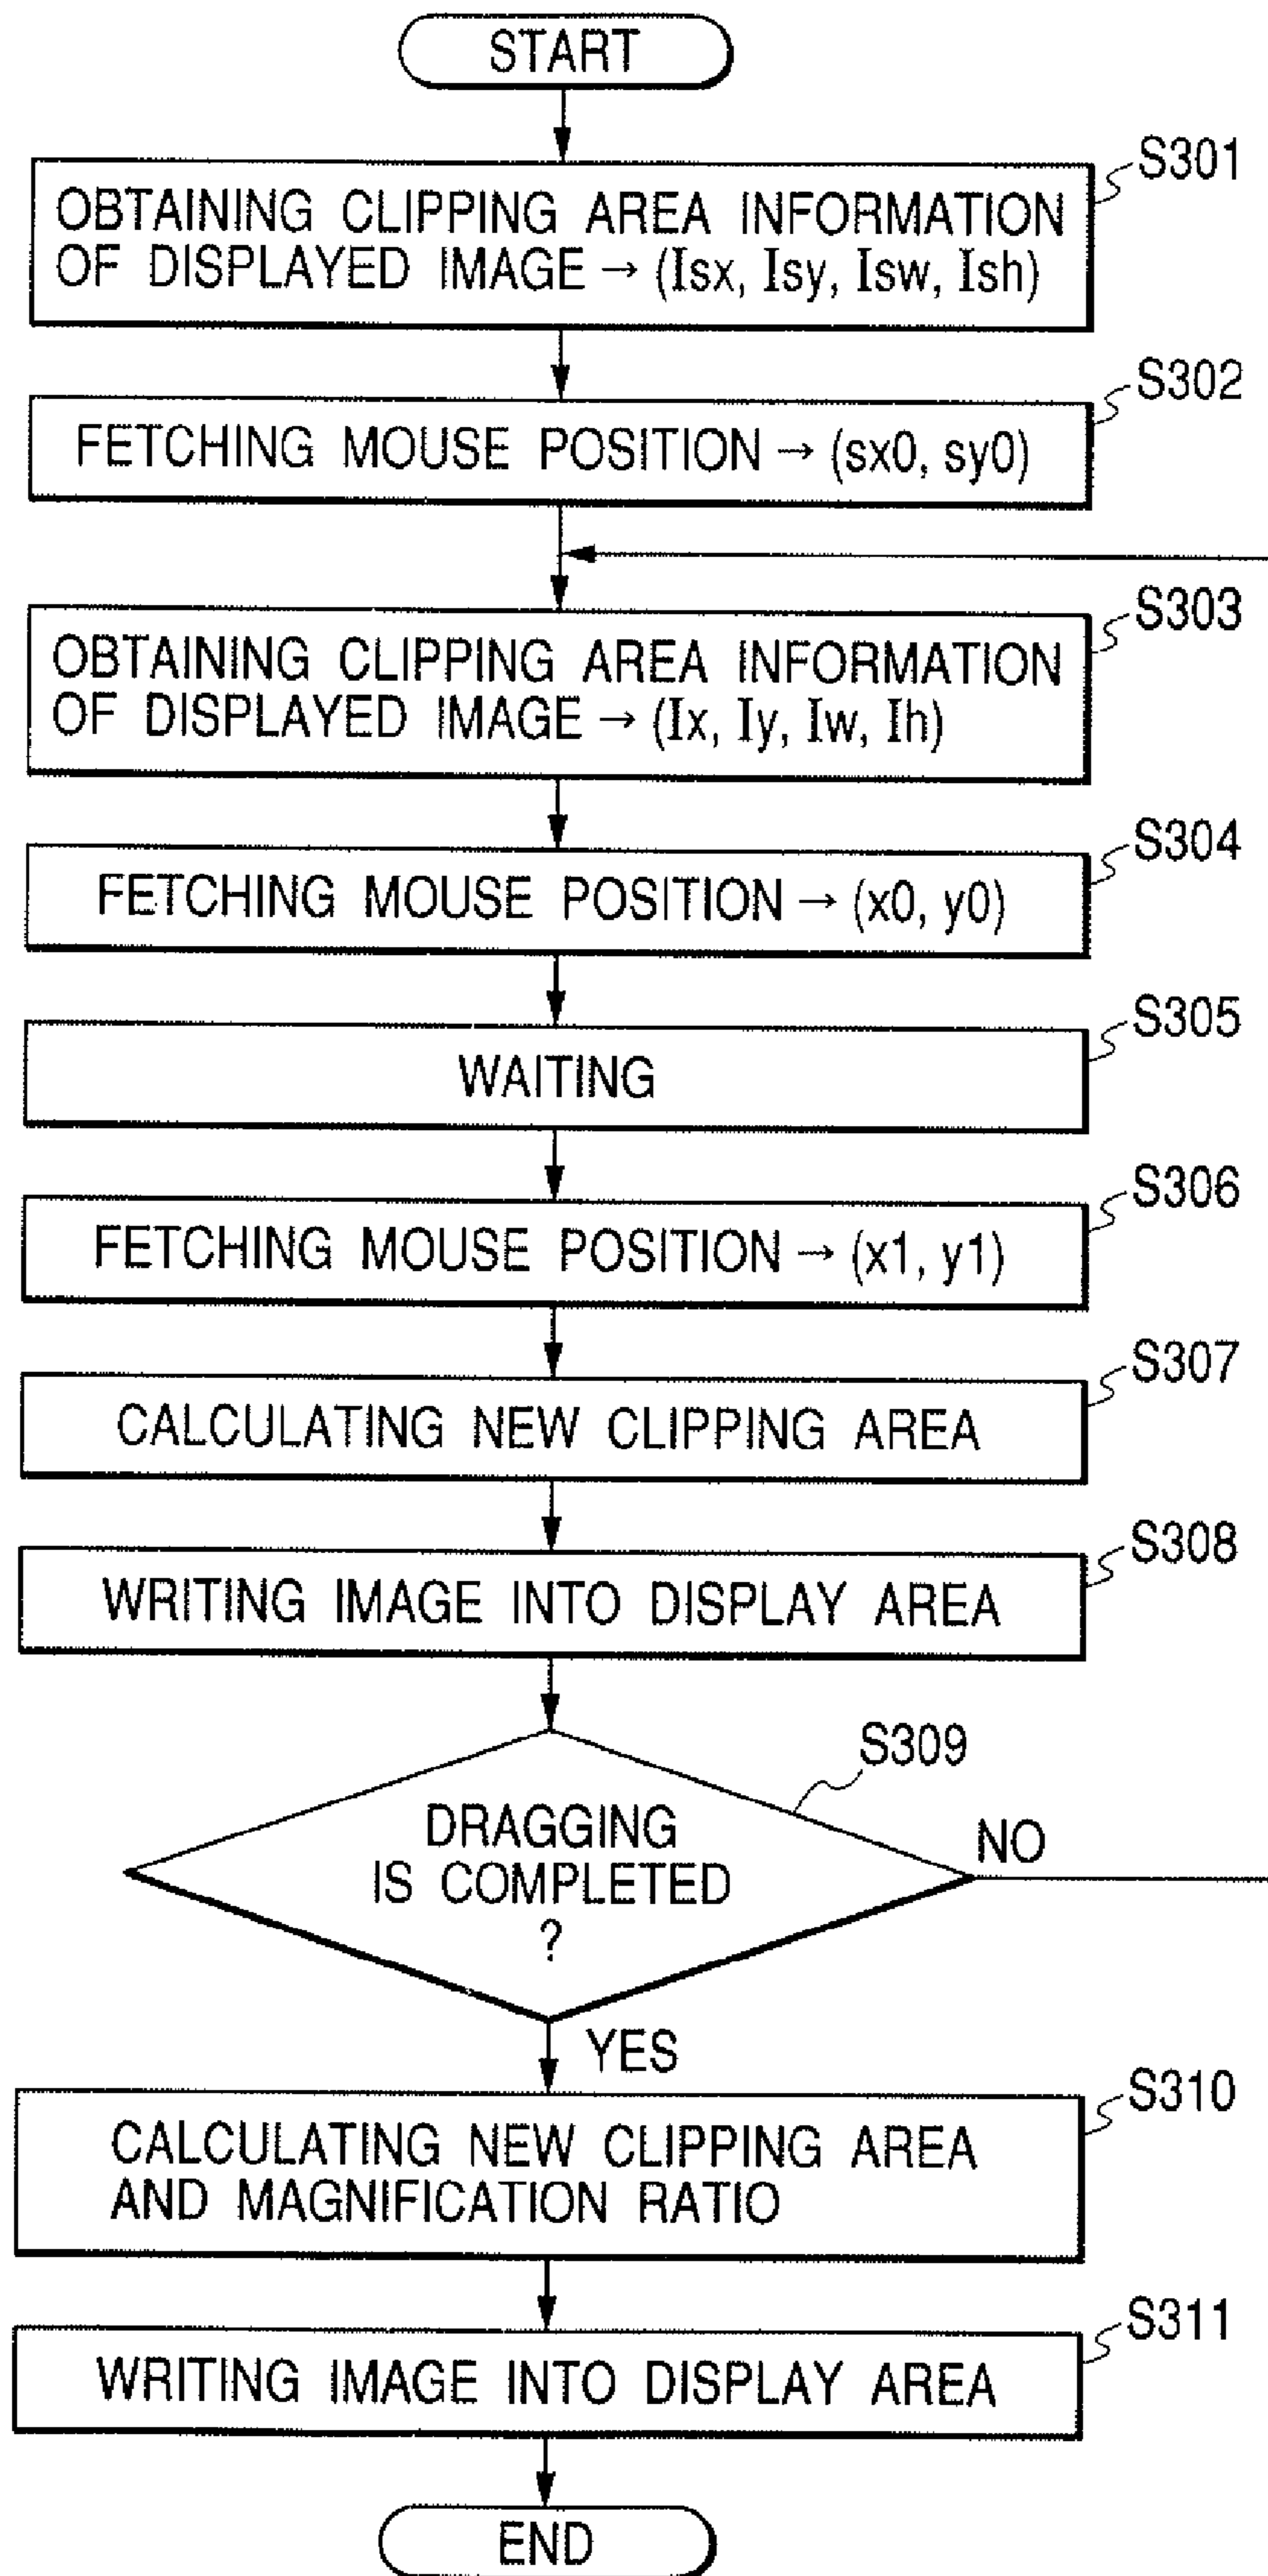 START
S301
OBTAINING CLIPPING AREA INFORMATION
OF DISPLAYED IMAGE → (Isx, Isy, Isw, Ish)
S302
FETCHING MOUSE POSITION → (sx0, sy0)
S303
OBTAINING CLIPPING AREA INFORMATION
OF DISPLAYED IMAGE → (Ix, Iy, Iw, Ih)
S304
FETCHING MOUSE POSITION → (x0, y0)
S305
WAITING
S306
FETCHING MOUSE POSITION → (x1, y1)
S307
CALCULATING NEW CLIPPING AREA
S308
WRITING IMAGE INTO DISPLAY AREA
S309
DRAGGING
IS COMPLETED
?
NO
YES
S310
CALCULATING NEW CLIPPING AREA
AND MAGNIFICATION RATIO
S311
WRITING IMAGE INTO DISPLAY AREA
END